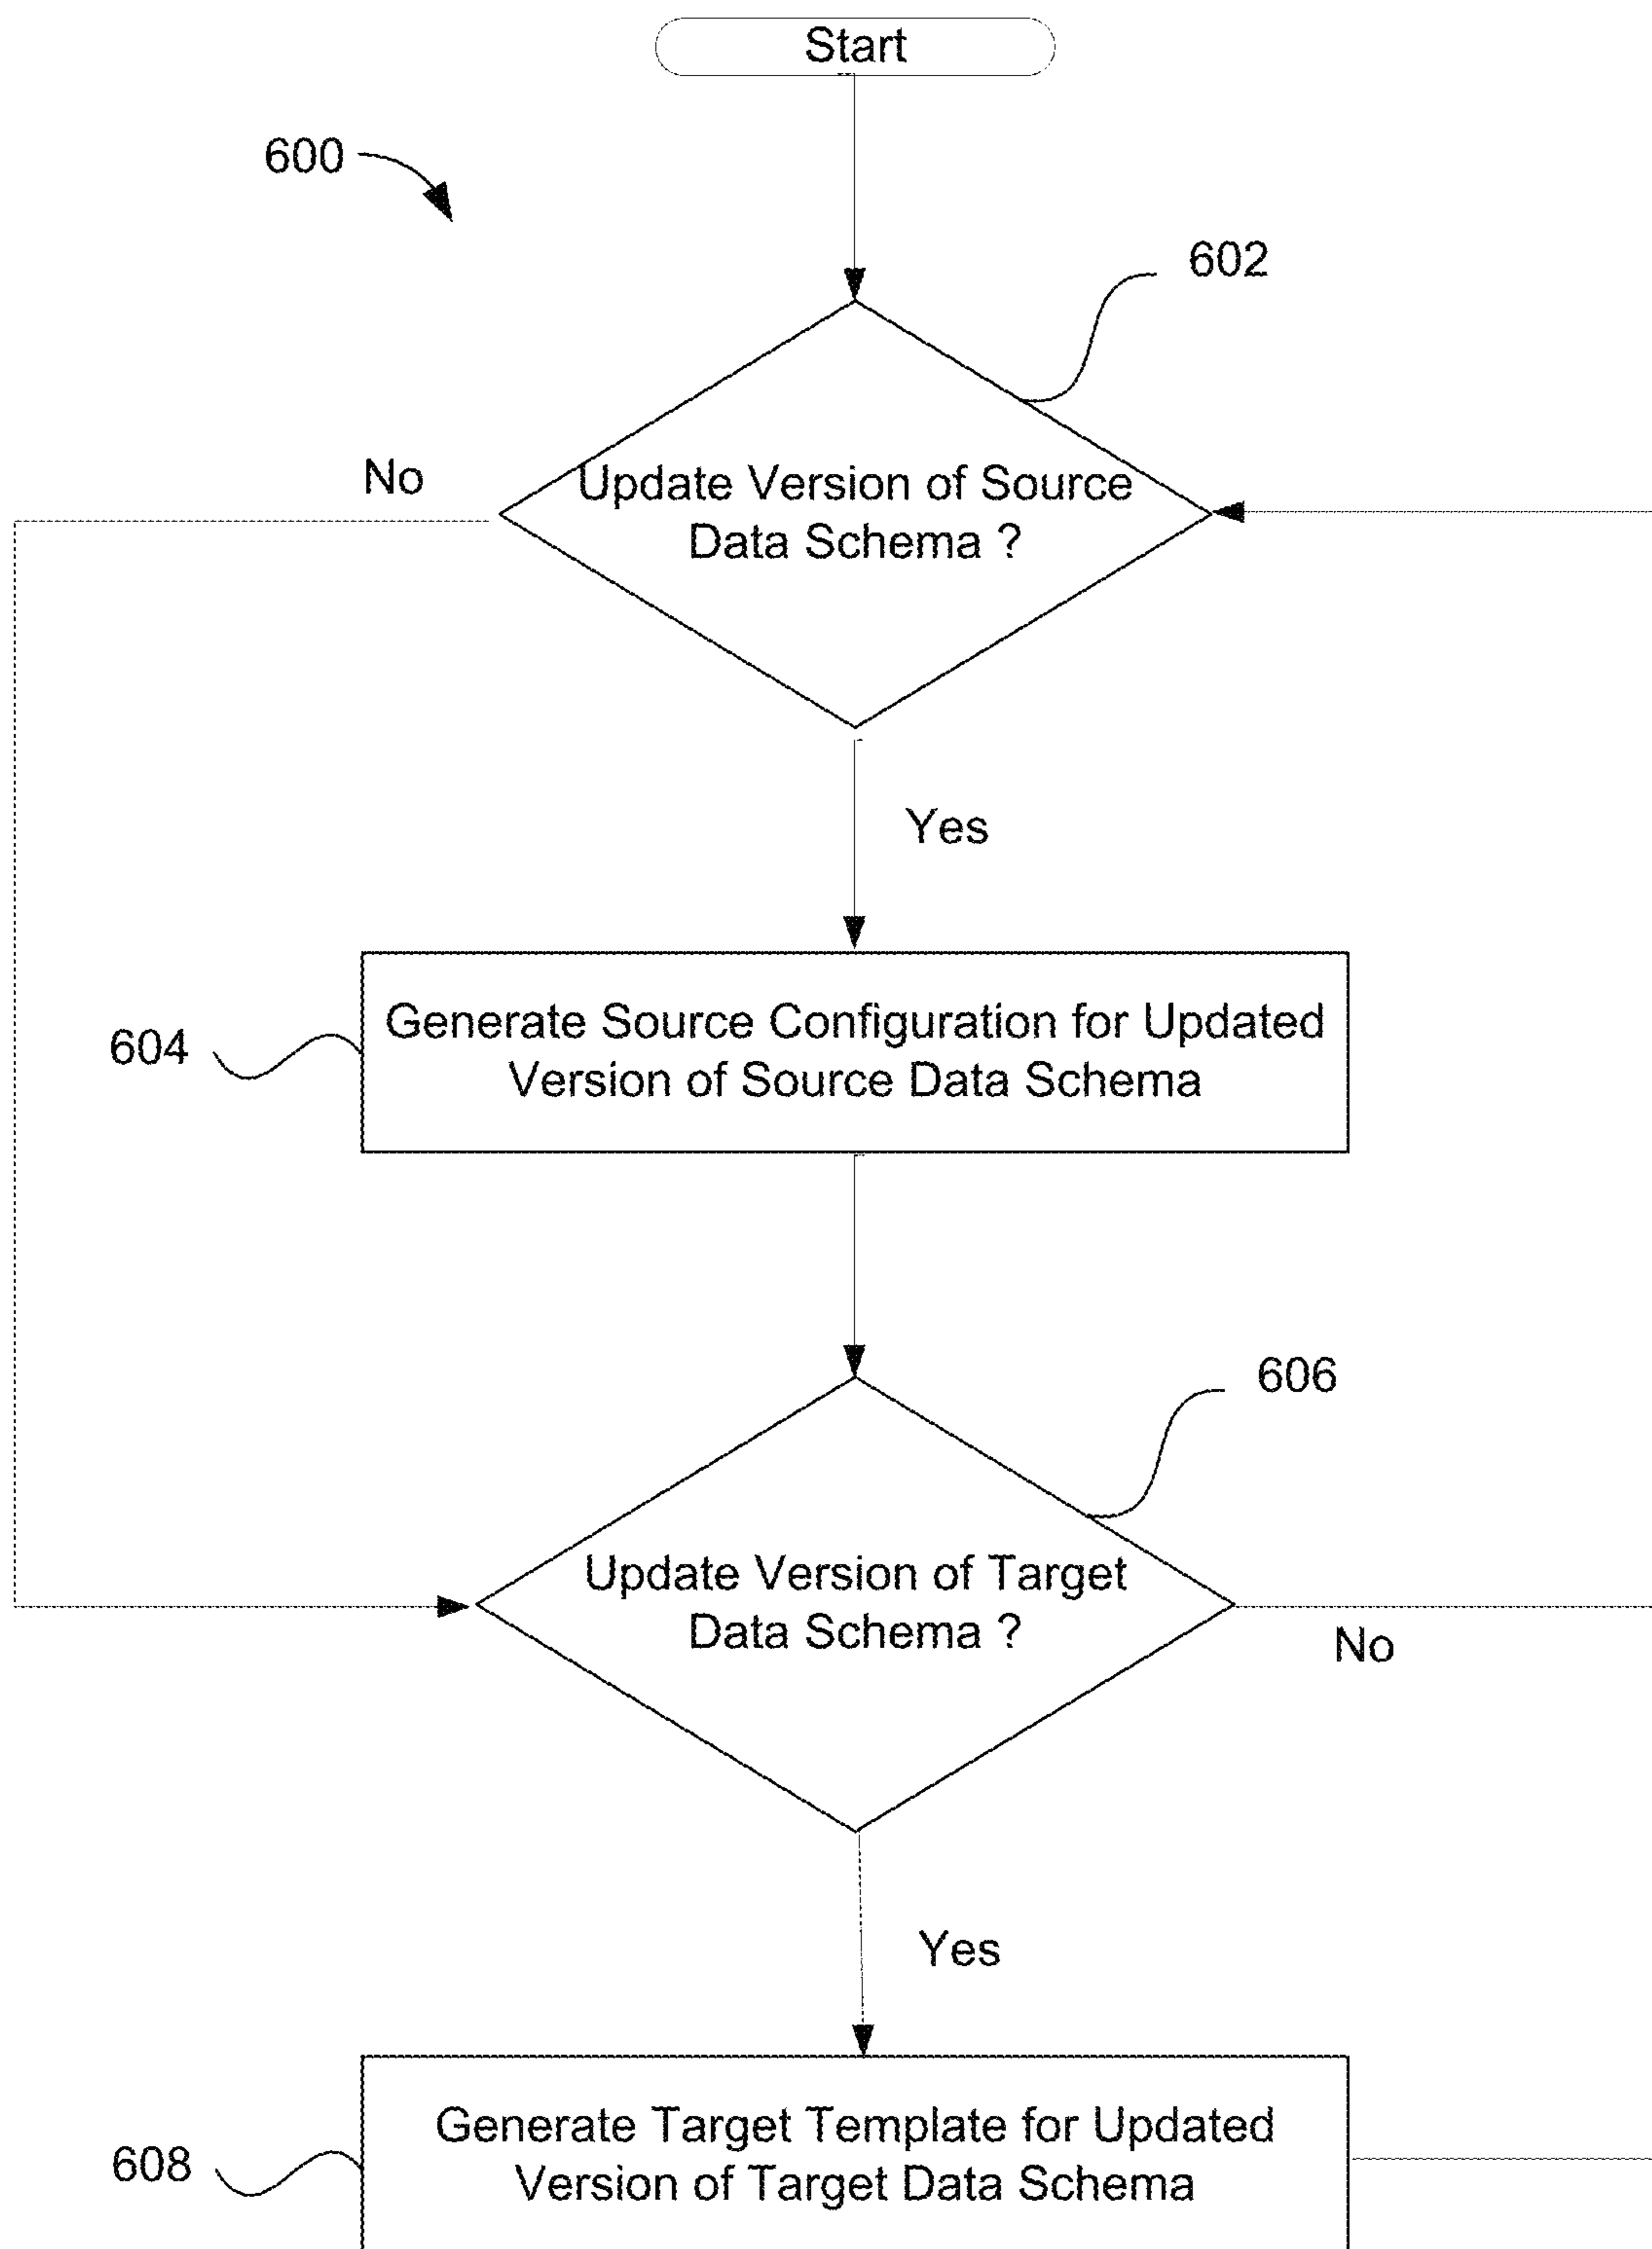 Start
600
602
No
Update Version of Source
Data Schema ?
Yes
604
Generate Source Configuration for Updated
Version of Source Data Schema
606
Update Version of Target
Data Schema ?
No
Yes
608
Generate Target Template for Updated
Version of Target Data Schema